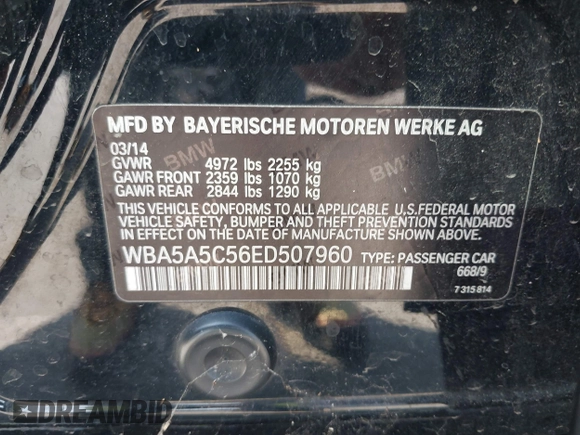 MFD BY BAYERISCHE MOTOREN WERKE AG
03/14
GVWR 4972 lbs 2255 kg
GAWR FRONT 2359 lbs 1070 kg
GAWR REAR 2844 lbs 1290 kg
THIS VEHICLE CONFORMS TO ALL APPLICABLE U.S.FEDERAL MOTOR
VEHICLE SAFETY, BUMPER AND THEFT PREVENTION STANDARDS
IN EFFECT ON THE DATE OF MANUFACTURE SHOWN ABOVE.
WBA5A5C56ED507960 TYPE: PASSENGER CAR
668/9
7 315 814
BMW
BMW
BMW
DREAMBID